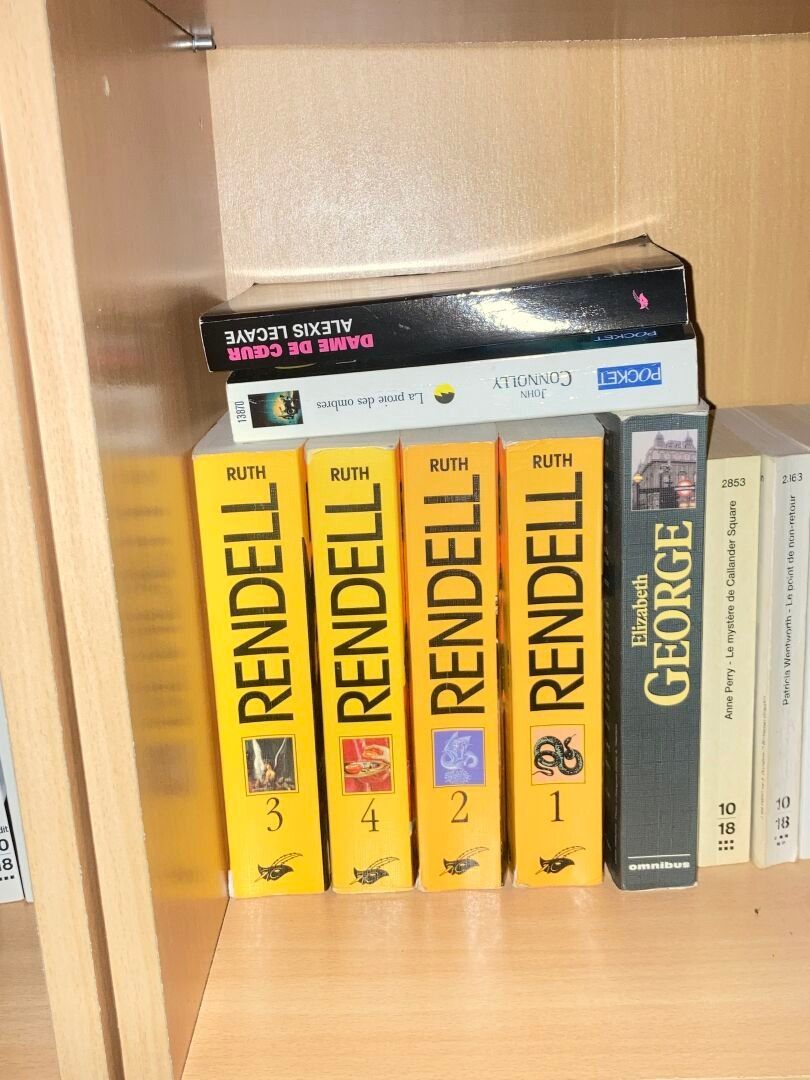 DAME DE CŒUR
ALEXIS LECAYE
POCKET
POCKET
JOHN
CONNOLLY
La proie des ombres
13870
RUTH
RENDELL
3
RUTH
RENDELL
4
RUTH
RENDELL
2
RUTH
RENDELL
1
Elizabeth
GEORGE
omnibus
2853
Anne Perry - Le mystère de Callander Square
10
18
2163
Patricia Wentworth - Le point de non-retour
10
18